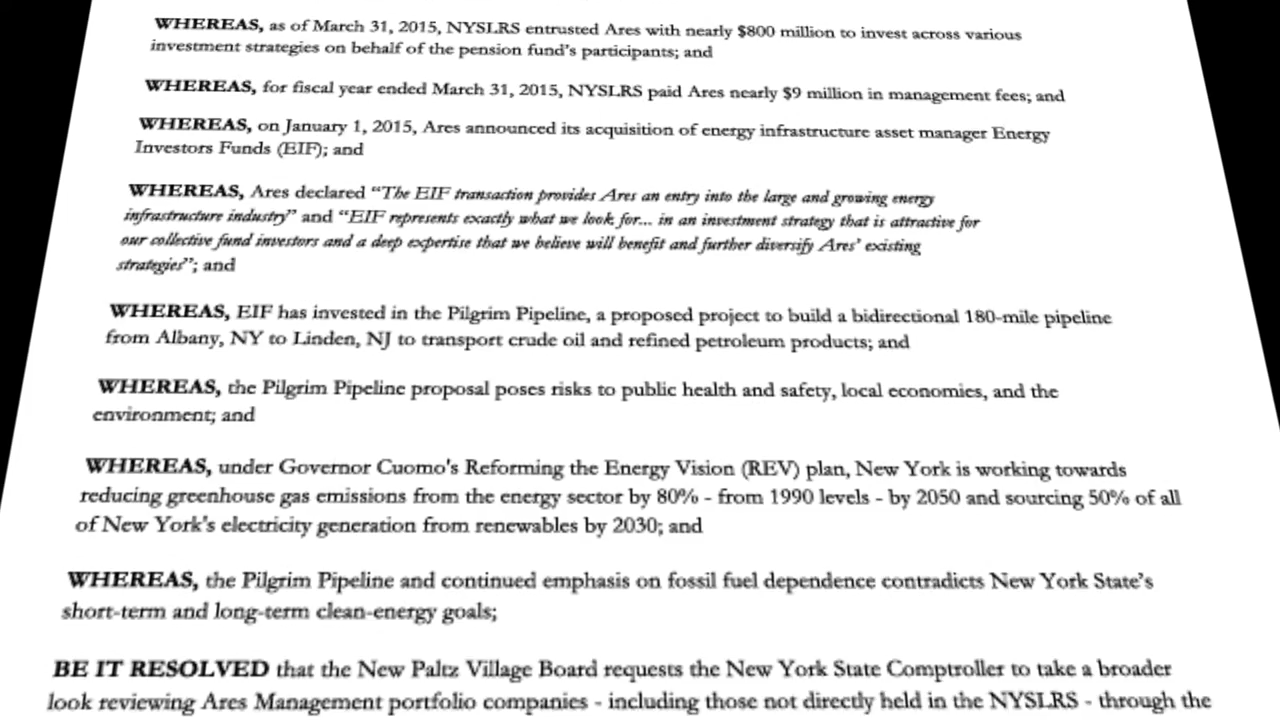 WHEREAS, as of March 31, 2015, NYSLRS entrusted Ares with nearly $800 million to invest across various
investment strategies on behalf of the pension fund's participants; and
WHEREAS, for fiscal year ended March 31, 2015, NYSLRS paid Ares nearly $9 million in management fees; and
WHEREAS, on January 1, 2015, Ares announced its acquisition of energy infrastructure asset manager Energy
Investors Funds (EIF); and
WHEREAS, Ares declared “The EIF transaction provides Ares an entry into the large and growing energy
infrastructure industry” and “EIF represents exactly what we look for... in an investment strategy that is attractive for
our collective fund investors and a deep expertise that we believe will benefit and further diversify Ares’ existing
strategies”; and
WHEREAS, EIF has invested in the Pilgrim Pipeline, a proposed project to build a bidirectional 180-mile pipeline
from Albany, NY to Linden, NJ to transport crude oil and refined petroleum products; and
WHEREAS, the Pilgrim Pipeline proposal poses risks to public health and safety, local economies, and the
environment; and
WHEREAS, under Governor Cuomo's Reforming the Energy Vision (REV) plan, New York is working towards
reducing greenhouse gas emissions from the energy sector by 80% - from 1990 levels - by 2050 and sourcing 50% of all
of New York's electricity generation from renewables by 2030; and
WHEREAS, the Pilgrim Pipeline and continued emphasis on fossil fuel dependence contradicts New York State’s
short-term and long-term clean-energy goals;
BE IT RESOLVED that the New Paltz Village Board requests the New York State Comptroller to take a broader
look reviewing Ares Management portfolio companies - including those not directly held in the NYSLRS - through the